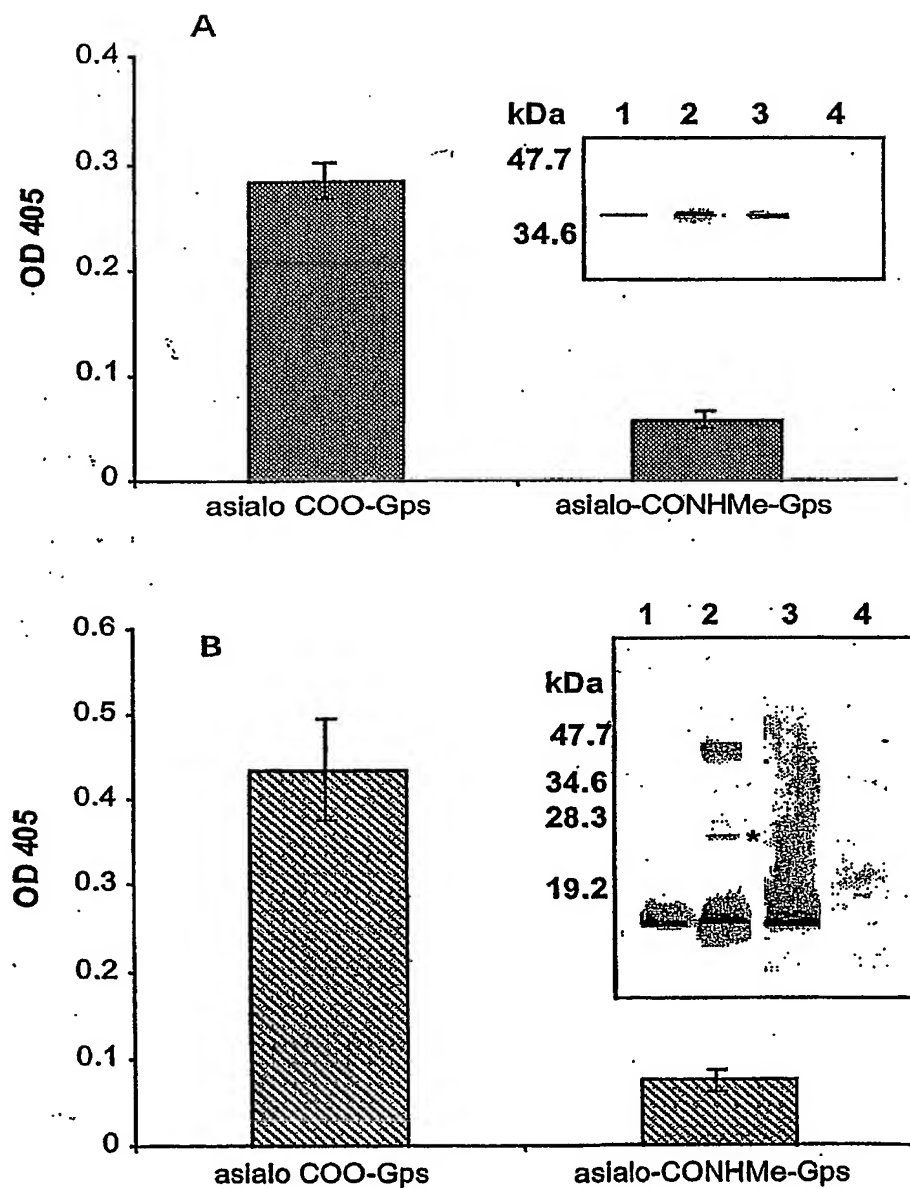 A
0.4
0.3
0.2
0.1
0
OD 405
kDa 1 2 3 4
47.7
34.6
asialo COO-Gps asialo-CONHMe-Gps
B
0.6
0.5
0.4
0.3
0.2
0.1
0
OD 405
1 2 3 4
kDa
47.7
34.6
28.3
*
19.2
asialo COO-Gps asialo-CONHMe-Gps